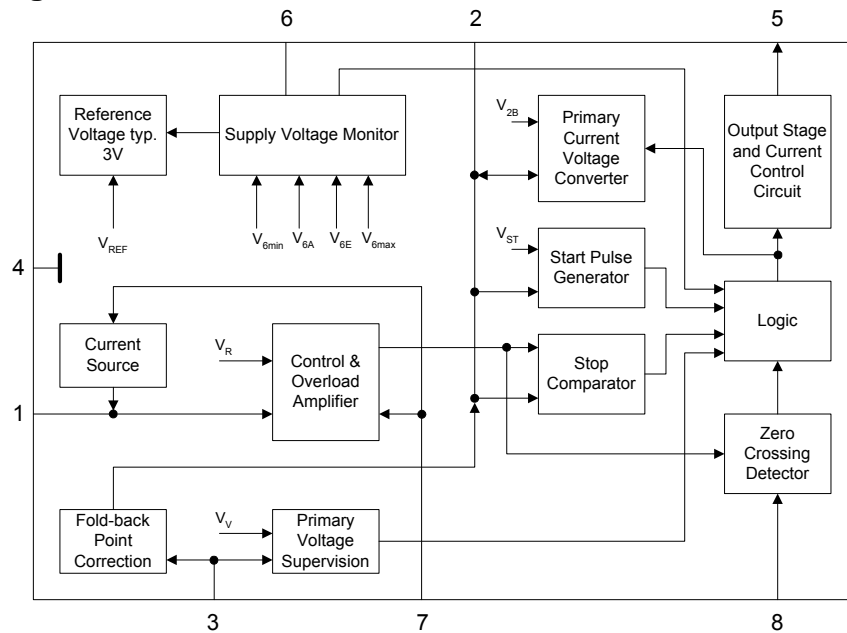 6
2
5
Reference
Voltage typ.
3V
Supply Voltage Monitor
V2B
Primary
Current
Voltage
Converter
Output Stage
and Current
Control
Circuit
VREF
V6min
V6A
V6E
V6max
VST
4
Start Pulse
Generator
Logic
Current
Source
VR
Control &
Overload
Amplifier
Stop
Comparator
1
Zero
Crossing
Detector
Fold-back
Point
Correction
VV
Primary
Voltage
Supervision
3
7
8